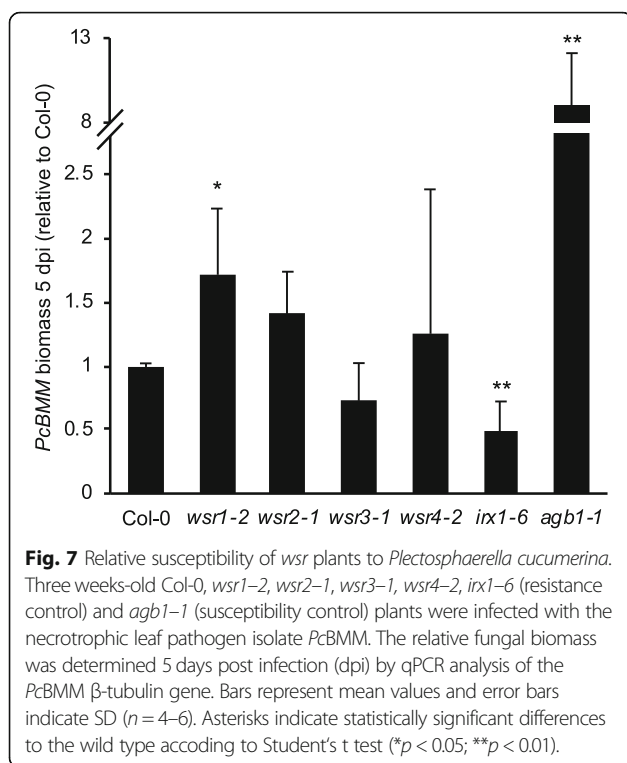 13
**
8
PcBMM biomass 5 dpi (relative to Col-0)
2.5
*
2
1.5
1
**
0.5
0
Col-0 wsr1-2 wsr2-1 wsr3-1 wsr4-2 irx1-6 agb1-1
Fig. 7 Relative susceptibility of wsr plants to Plectosphaerella cucumerina.
Three weeks-old Col-0, wsr1–2, wsr2–1, wsr3–1, wsr4–2, irx1–6 (resistance
control) and agb1–1 (susceptibility control) plants were infected with the
necrotrophic leaf pathogen isolate PcBMM. The relative fungal biomass
was determined 5 days post infection (dpi) by qPCR analysis of the
PcBMM β-tubulin gene. Bars represent mean values and error bars
indicate SD (n = 4–6). Asterisks indicate statistically significant differences
to the wild type accoding to Student's t test (*p < 0.05; **p < 0.01).